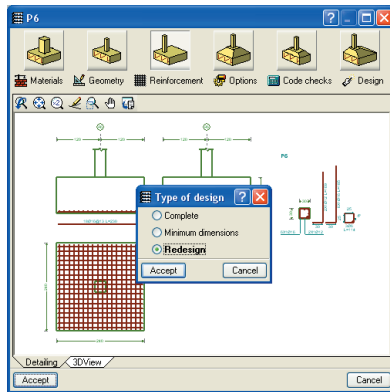 P6
Materials Geometry Reinforcement Options Code checks Design
P6
Type of design
Complete
Minimum dimensions
Redesign
Accept Cancel
Detailing 3DView
Accept Cancel